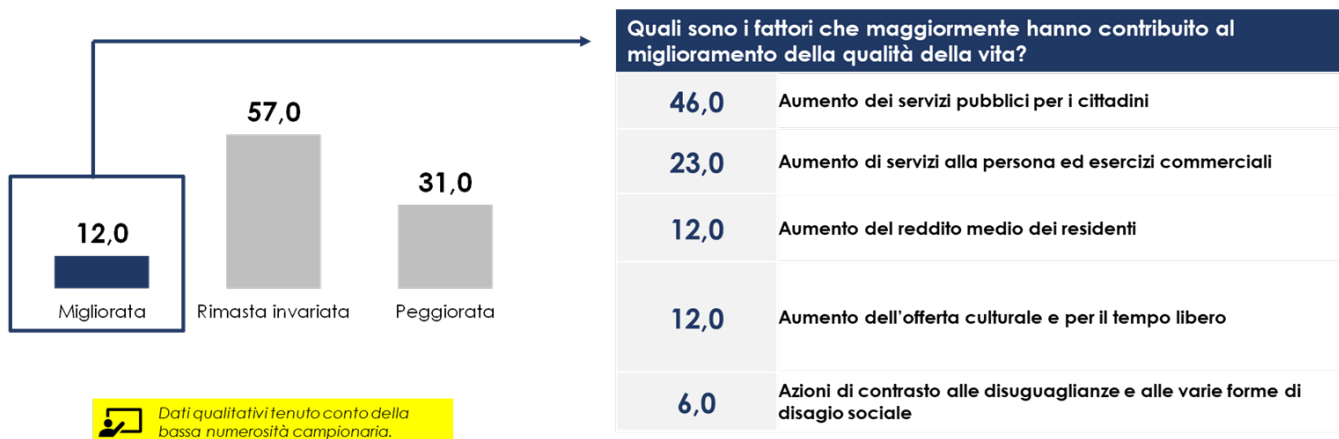 57,0
31,0
12,0
Migliorata
Rimasta invariata
Peggiorata
Dati qualitativi tenuto conto della
bassa numerosità campionaria.
Quali sono i fattori che maggiormente hanno contribuito al
miglioramento della qualità della vita?
46,0 Aumento dei servizi pubblici per i cittadini
23,0 Aumento di servizi alla persona ed esercizi commerciali
12,0 Aumento del reddito medio dei residenti
12,0 Aumento dell'offerta culturale e per il tempo libero
6,0 Azioni di contrasto alle disuguaglianze e alle varie forme di
disagio sociale